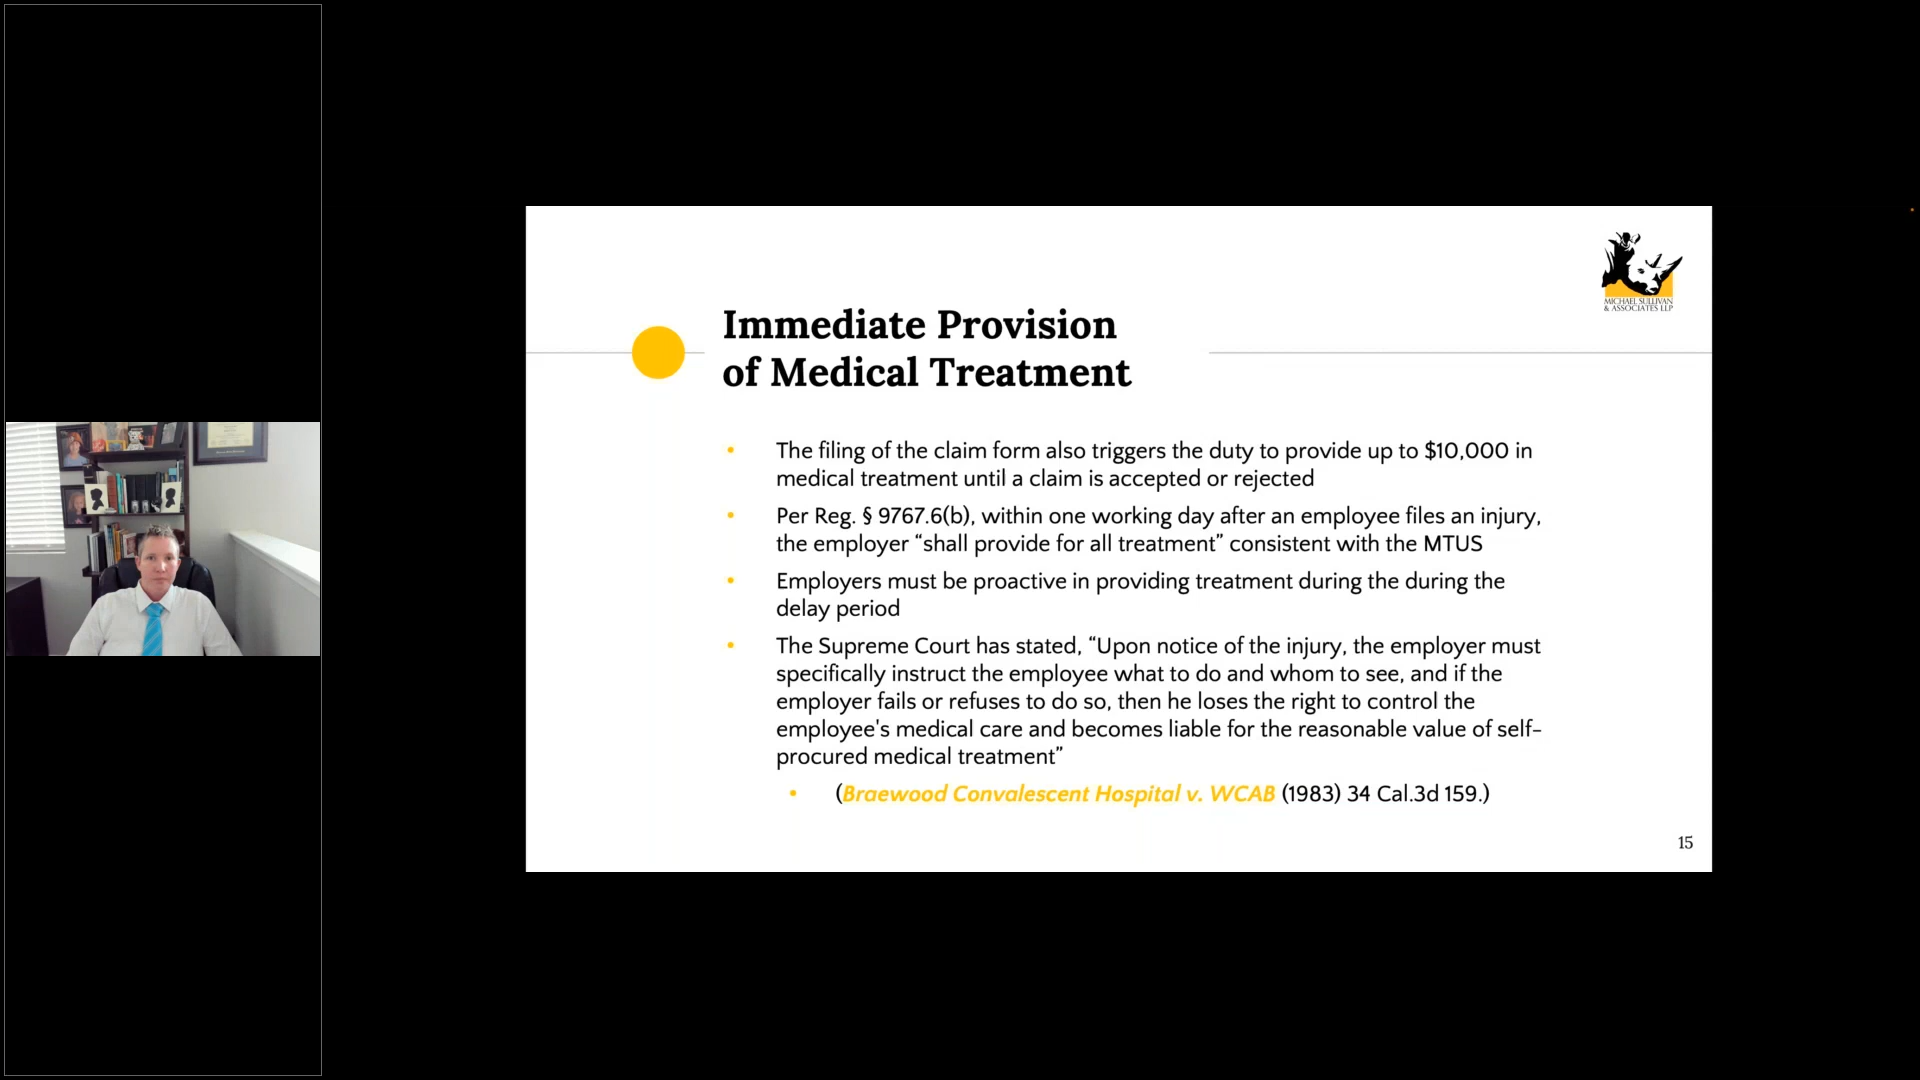 MICHAEL SULLIVAN
& ASSOCIATES LLP
Immediate Provision
of Medical Treatment
• The filing of the claim form also triggers the duty to provide up to $10,000 in
medical treatment until a claim is accepted or rejected
• Per Reg. § 9767.6(b), within one working day after an employee files an injury,
the employer “shall provide for all treatment” consistent with the MTUS
• Employers must be proactive in providing treatment during the during the
delay period
• The Supreme Court has stated, “Upon notice of the injury, the employer must
specifically instruct the employee what to do and whom to see, and if the
employer fails or refuses to do so, then he loses the right to control the
employee's medical care and becomes liable for the reasonable value of self-
procured medical treatment”
• (Braewood Convalescent Hospital v. WCAB (1983) 34 Cal.3d 159.)
15